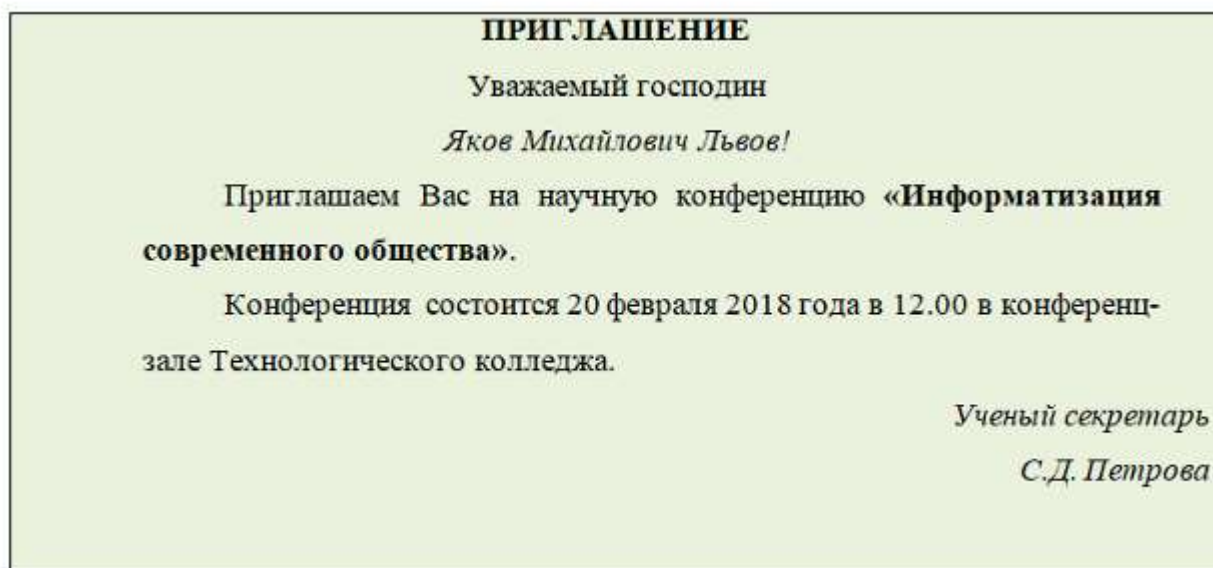 ПРИГЛАШЕНИЕ
Уважаемый господин
Яков Михайлович Львов!
Приглашаем Вас на научную конференцию «Информатизация
современного общества».
Конференция состоится 20 февраля 2018 года в 12.00 в конференц-
зале Технологического колледжа.
Ученый секретарь
С.Д. Петрова